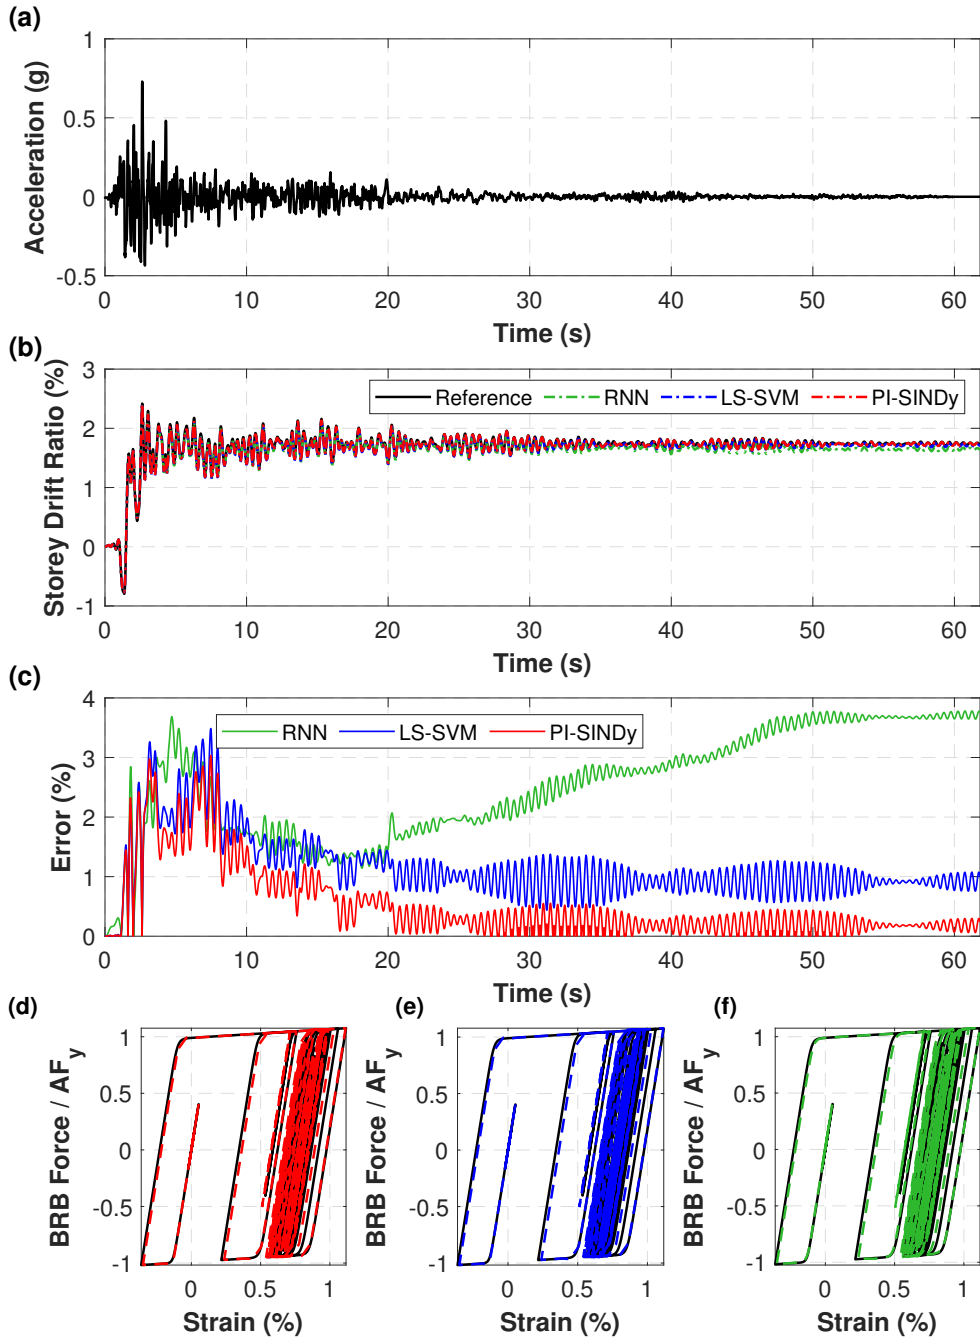 (a)
1
0.5
0
-0.5
Acceleration (g)
0 10 20 30 40 50 60
Time (s)
(b)
3
2
1
0
-1
Storey Drift Ratio (%)
Reference RNN LS-SVM PI-SINDy
0 10 20 30 40 50 60
Time (s)
(c)
4
3
2
1
0
Error (%)
RNN LS-SVM PI-SINDy
0 10 20 30 40 50 60
Time (s)
(d)
1
0.5
0
-0.5
-1
BRB Force / AF_y
0 0.5 1
Strain (%)
(e)
1
0.5
0
-0.5
-1
BRB Force / AF_y
0 0.5 1
Strain (%)
(f)
1
0.5
0
-0.5
-1
BRB Force / AF_y
0 0.5 1
Strain (%)